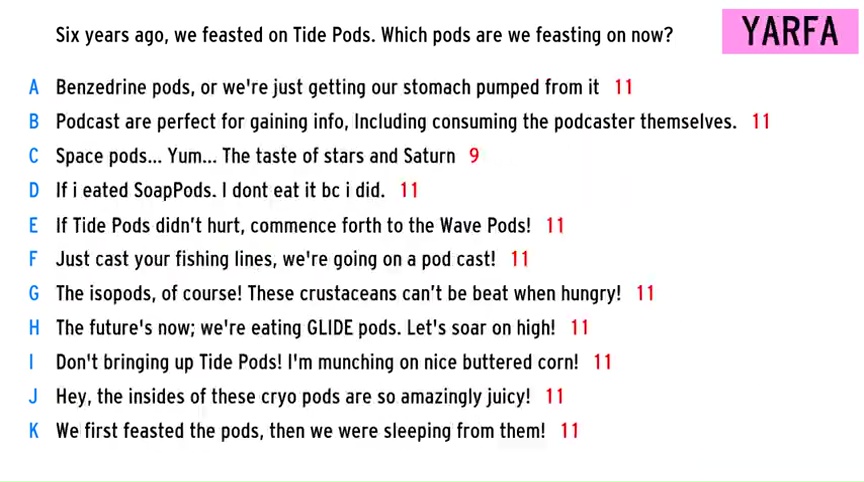 Six years ago, we feasted on Tide Pods. Which pods are we feasting on now?
YARFA
A Benzedrine pods, or we're just getting our stomach pumped from it 11
B Podcast are perfect for gaining info, Including consuming the podcaster themselves. 11
C Space pods... Yum... The taste of stars and Saturn 9
D If i eated SoapPods. I dont eat it bc i did. 11
E If Tide Pods didn't hurt, commence forth to the Wave Pods! 11
F Just cast your fishing lines, we're going on a pod cast! 11
G The isopods, of course! These crustaceans can't be beat when hungry! 11
H The future's now; we're eating GLIDE pods. Let's soar on high! 11
I Don't bringing up Tide Pods! I'm munching on nice buttered corn! 11
J Hey, the insides of these cryo pods are so amazingly juicy! 11
K We first feasted the pods, then we were sleeping from them! 11